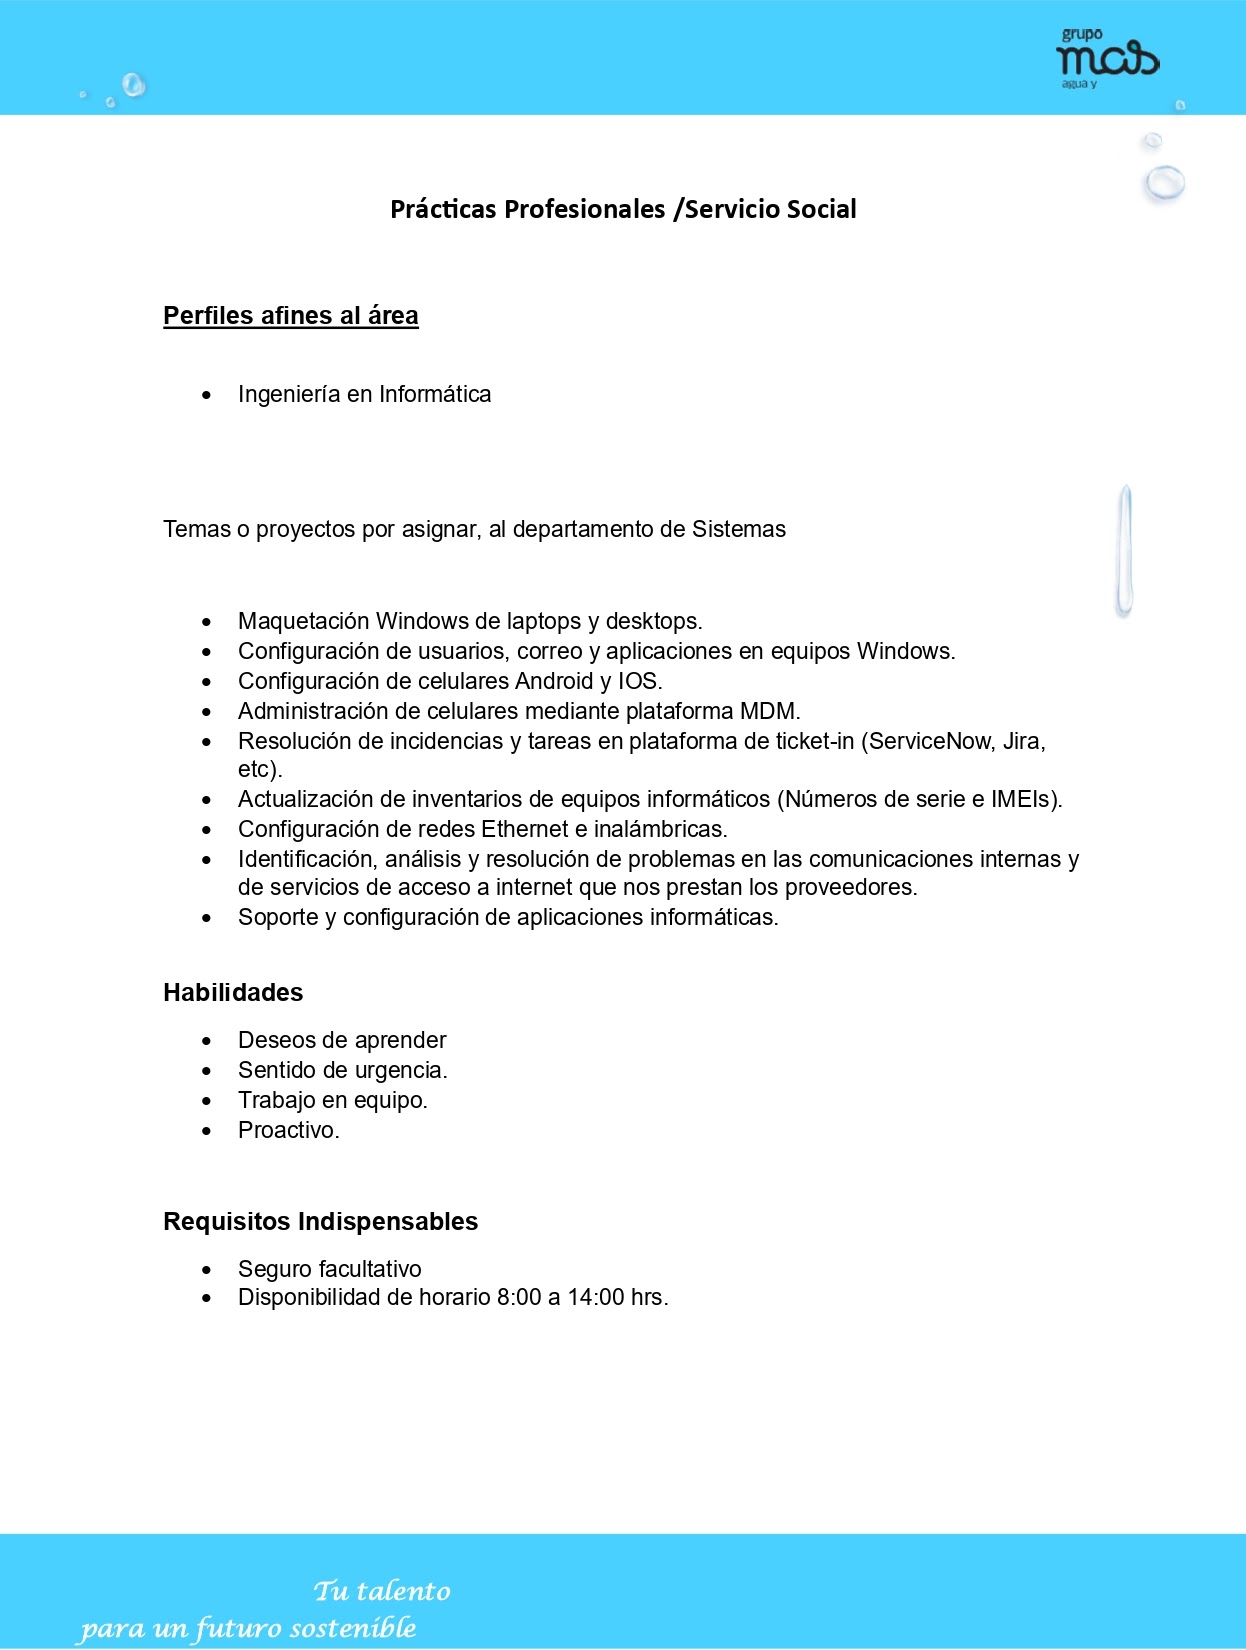 grupo
mas
agua y
Prácticas Profesionales /Servicio Social
Perfiles afines al área
• Ingeniería en Informática
Temas o proyectos por asignar, al departamento de Sistemas
• Maquetación Windows de laptops y desktops.
• Configuración de usuarios, correo y aplicaciones en equipos Windows.
• Configuración de celulares Android y IOS.
• Administración de celulares mediante plataforma MDM.
• Resolución de incidencias y tareas en plataforma de ticket-in (ServiceNow, Jira,
etc).
• Actualización de inventarios de equipos informáticos (Números de serie e IMEIs).
• Configuración de redes Ethernet e inalámbricas.
• Identificación, análisis y resolución de problemas en las comunicaciones internas y
de servicios de acceso a internet que nos prestan los proveedores.
• Soporte y configuración de aplicaciones informáticas.
Habilidades
• Deseos de aprender
• Sentido de urgencia.
• Trabajo en equipo.
• Proactivo.
Requisitos Indispensables
• Seguro facultativo
• Disponibilidad de horario 8:00 a 14:00 hrs.
Tu talento
para un futuro sostenible